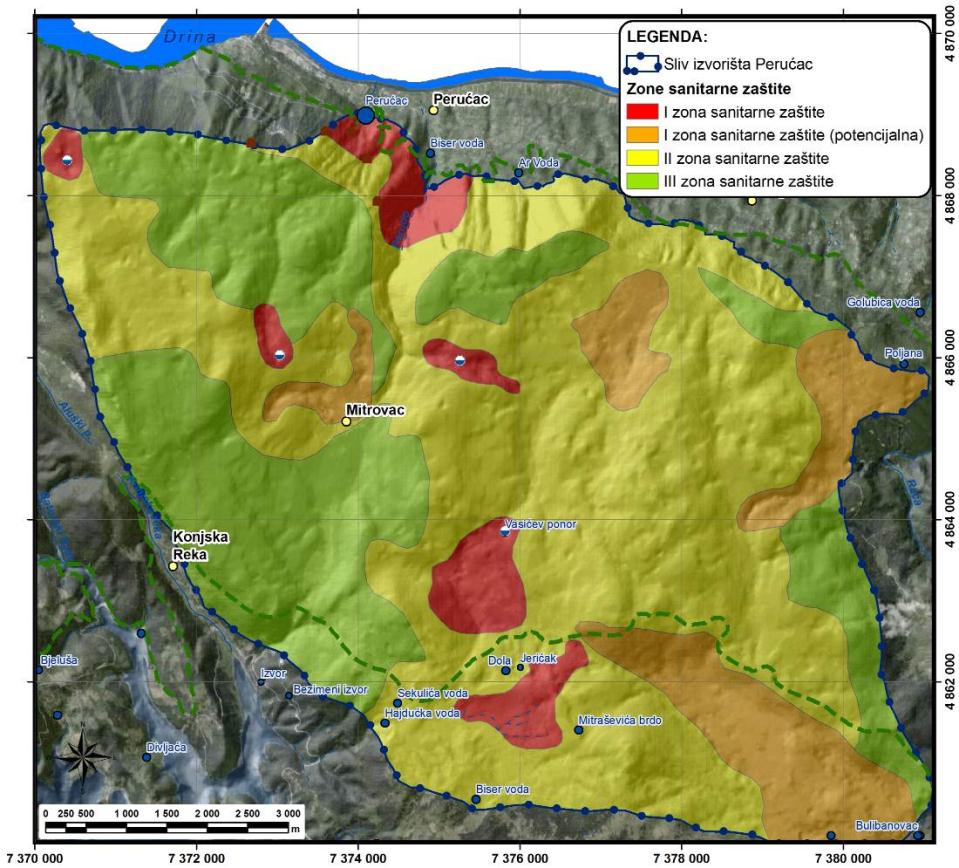 Drina
LEGENDA:
Sliv izvorišta Perućac
Zone sanitarne zaštite
I zona sanitarne zaštite
I zona sanitarne zaštite (potencijalna)
II zona sanitarne zaštite
III zona sanitarne zaštite
4 870 000
Perućac
Perućac
Biser voda
Ar Voda
4 868 000
Golubica voda
Poljana
4 866 000
Mitrovac
Aluški P.
Vasićev ponor
4 864 000
Konjska
Reka
Dola
Jeričak
4 862 000
Bjeluša
Izvor
Bezimeni izvor
Sekulića voda
Hajdučka voda
Mitraševića brdo
N
Divljača
Biser voda
Bulibanovac
0 250 500 1 000 1 500 2 000 2 500 3 000
m
7 370 000 7 372 000 7 374 000 7 376 000 7 378 000 7 380 000